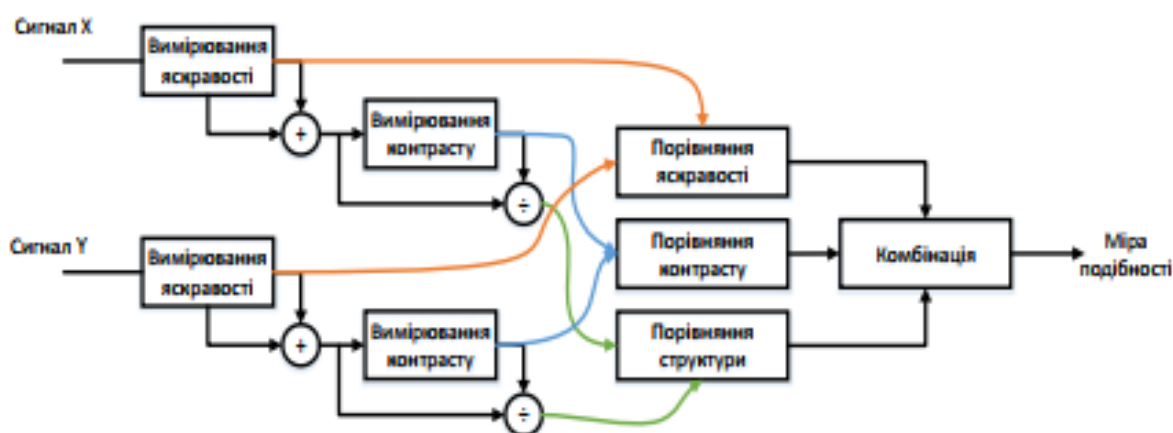 Сигнал X
Вимірювання
яскравості
+
Вимірювання
контрасту
÷
Сигнал Y
Вимірювання
яскравості
+
Вимірювання
контрасту
÷
Порівняння
яскравості
Порівняння
контрасту
Порівняння
структури
Комбінація
Міра
подібності